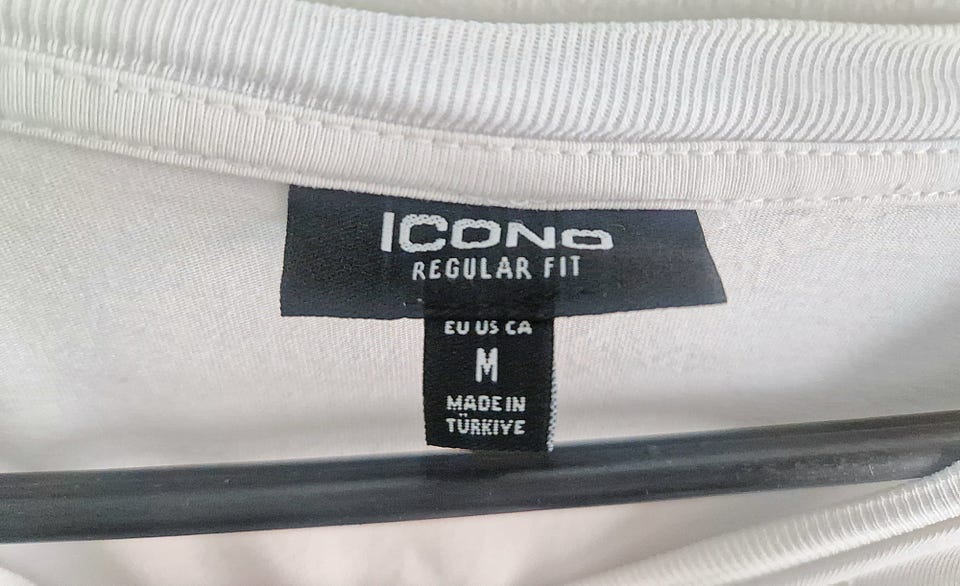 ICONO
REGULAR FIT
EU US CA
M
MADE IN
TÜRKIYE